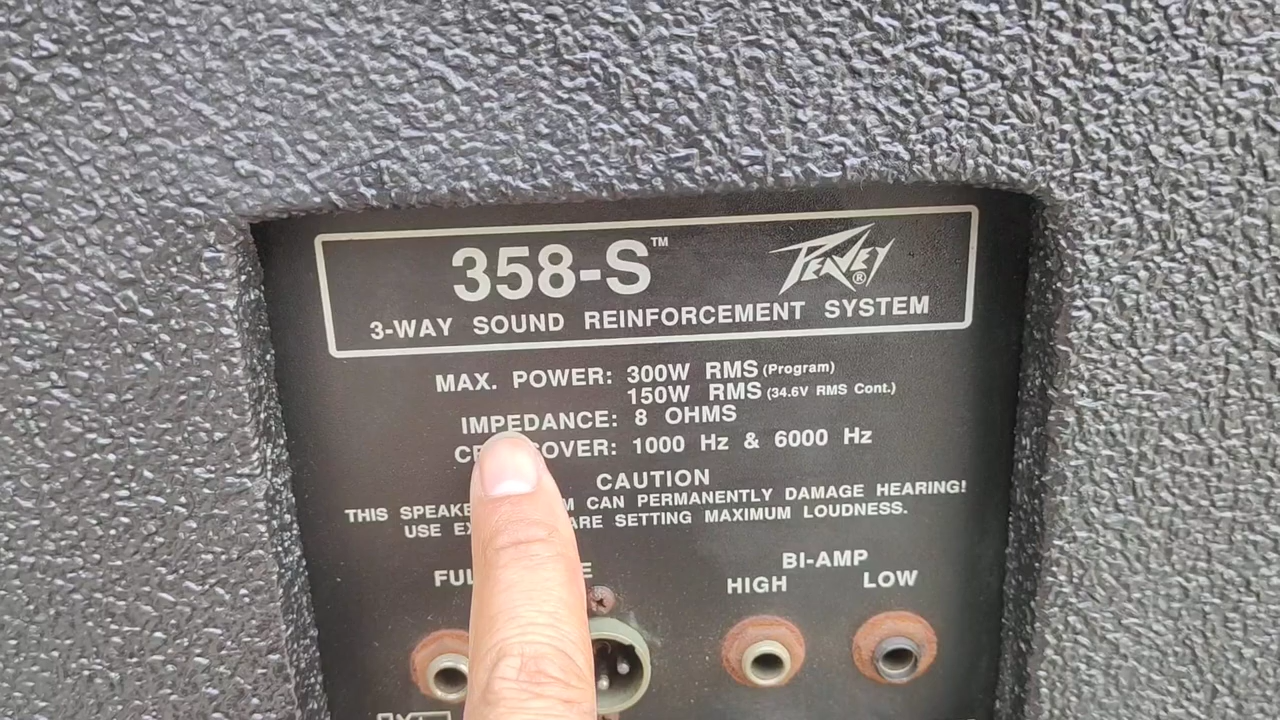 358-S™
PEAVEY®
3-WAY SOUND REINFORCEMENT SYSTEM
MAX. POWER: 300W RMS (Program)
150W RMS (34.6V RMS Cont.)
IMPEDANCE: 8 OHMS
OVER: 1000 Hz & 6000 Hz
CAUTION
THIS SPEAKE M CAN PERMANENTLY DAMAGE HEARING!
USE EX ARE SETTING MAXIMUM LOUDNESS.
BI-AMP
FUL E HIGH LOW